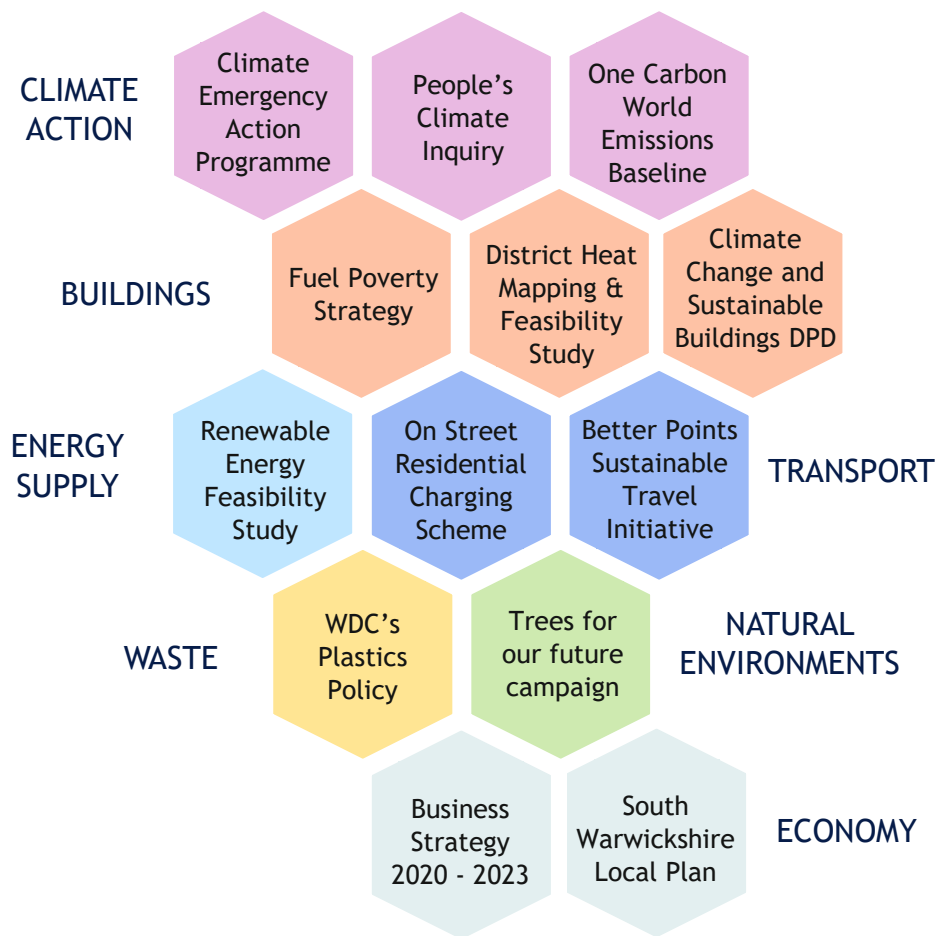 CLIMATE
ACTION
Climate
Emergency
Action
Programme
People’s
Climate
Inquiry
One Carbon
World
Emissions
Baseline
BUILDINGS
Fuel Poverty
Strategy
District Heat
Mapping &
Feasibility
Study
Climate
Change and
Sustainable
Buildings DPD
ENERGY
SUPPLY
Renewable
Energy
Feasibility
Study
On Street
Residential
Charging
Scheme
Better Points
Sustainable
Travel
Initiative
TRANSPORT
WASTE
WDC’s
Plastics
Policy
Trees for
our future
campaign
NATURAL
ENVIRONMENTS
Business
Strategy
2020 - 2023
South
Warwickshire
Local Plan
ECONOMY